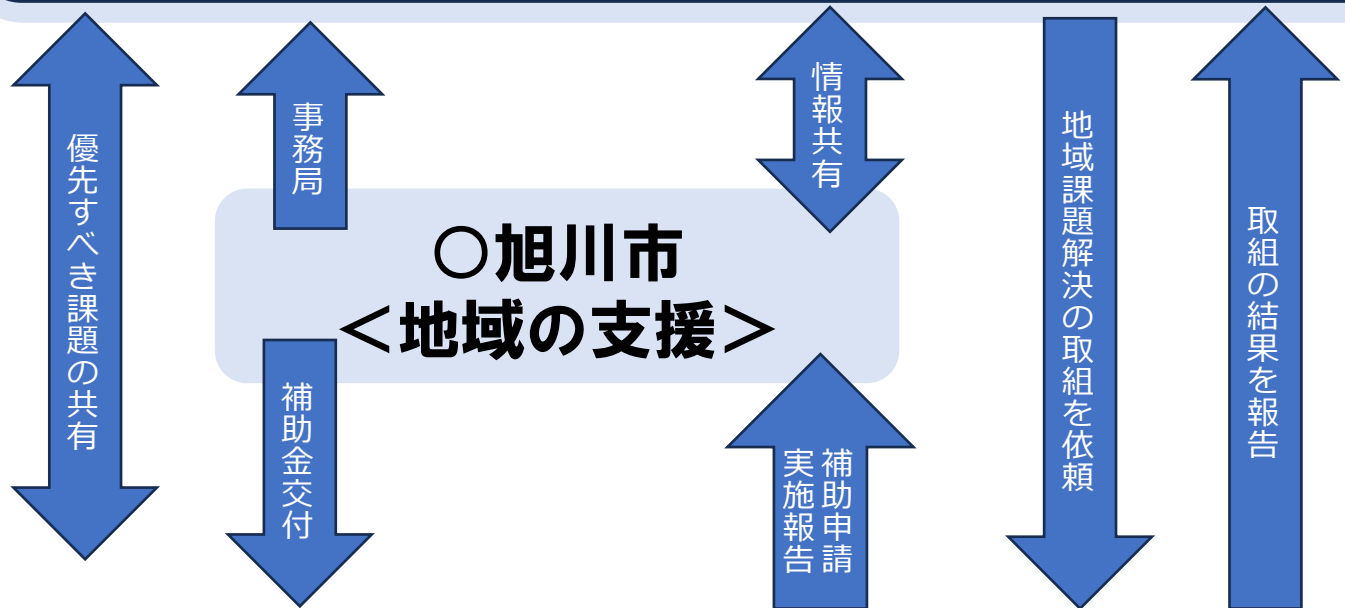 優先すべき課題の共有
事務局
情報共有
地域課題解決の取組を依頼
取組の結果を報告
○旭川市
＜地域の支援＞
補助金交付
補助申請
実施報告